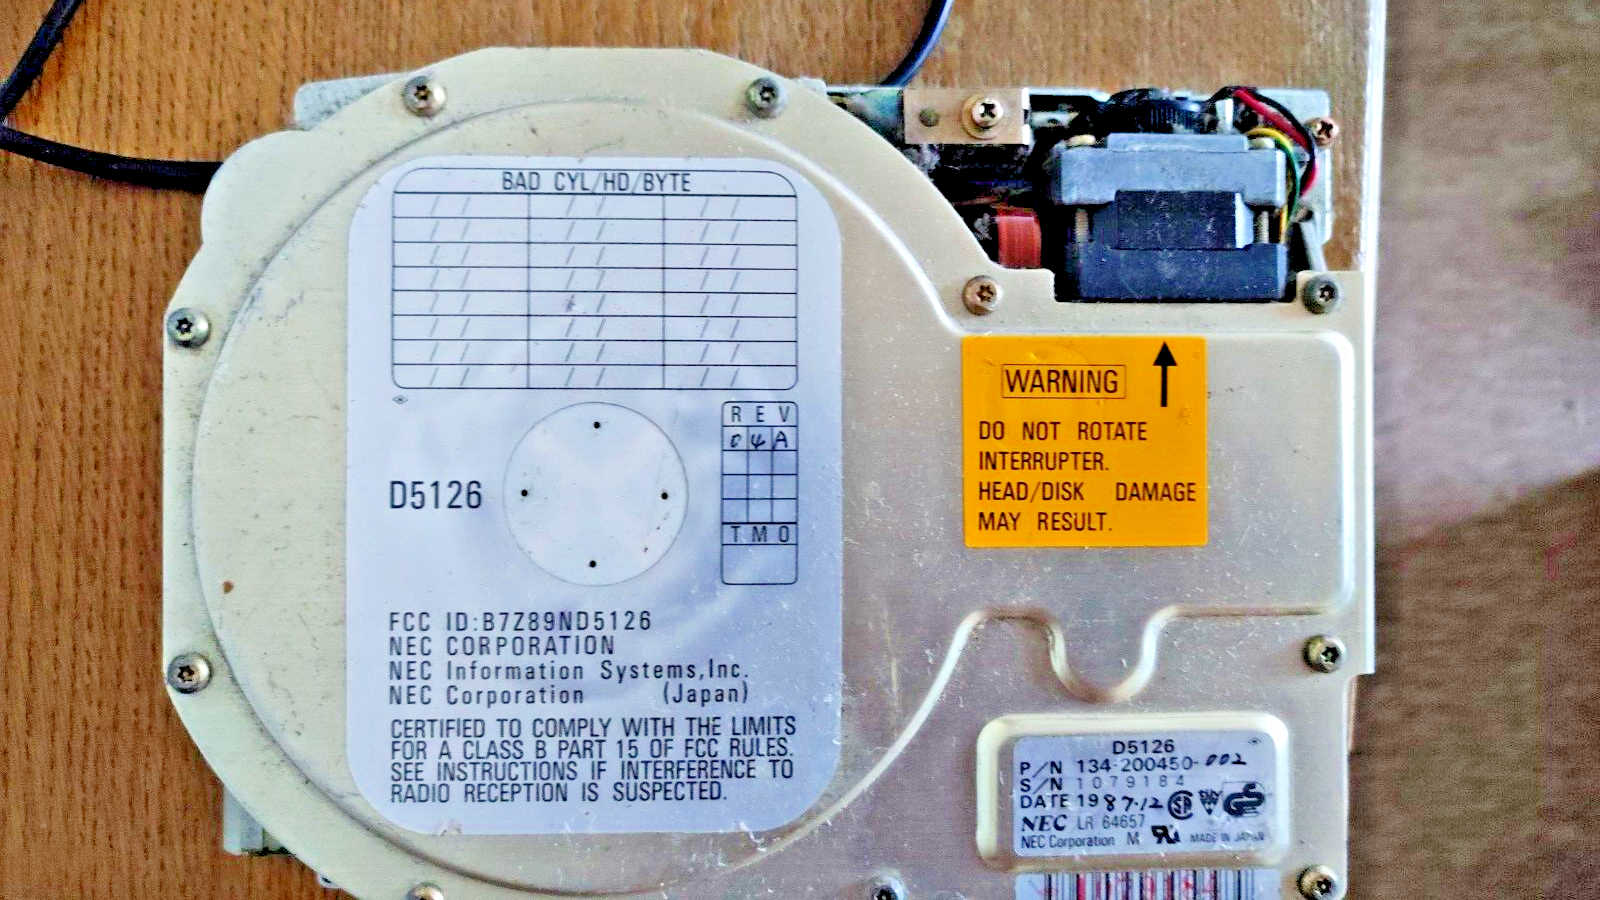 BAD CYL/HD/BYTE
REV
04A
TMO
D5126
FCC ID:B7Z89ND5126
NEC CORPORATION
NEC Information Systems,Inc.
NEC Corporation (Japan)
CERTIFIED TO COMPLY WITH THE LIMITS
FOR A CLASS B PART 15 OF FCC RULES.
SEE INSTRUCTIONS IF INTERFERENCE TO
RADIO RECEPTION IS SUSPECTED.
WARNING
DO NOT ROTATE
INTERRUPTER.
HEAD/DISK DAMAGE
MAY RESULT.
D5126
P/N 134-200450-002
S/N 1079184
DATE 1987.12
NEC LR 64657
NEC Corporation M MADE IN JAPAN